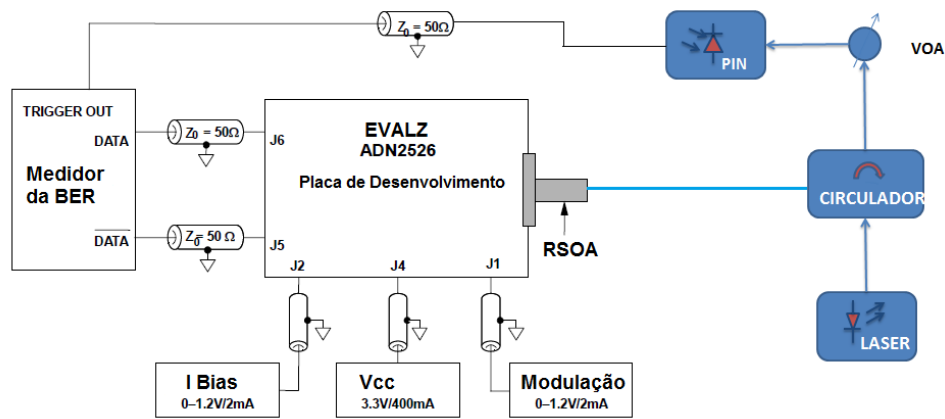 Z₀ = 50Ω
PIN
VOA
TRIGGER OUT
DATA
Z₀ = 50Ω
J6
EVALZ
ADN2526
Placa de Desenvolvimento
Medidor
da BER
CIRCULADOR
DATA
Z₀= 50 Ω
J5
RSOA
J2
J4
J1
LASER
I Bias
0–1.2V/2mA
Vcc
3.3V/400mA
Modulação
0–1.2V/2mA